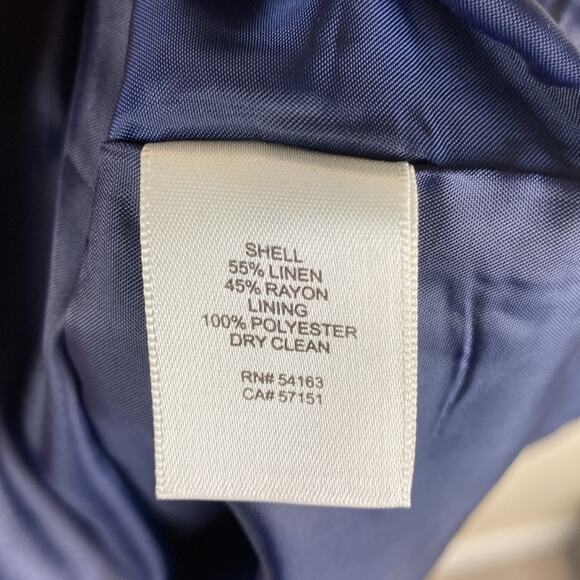 SHELL
55% LINEN
45% RAYON
LINING
100% POLYESTER
DRY CLEAN
RN# 54163
CA# 57151